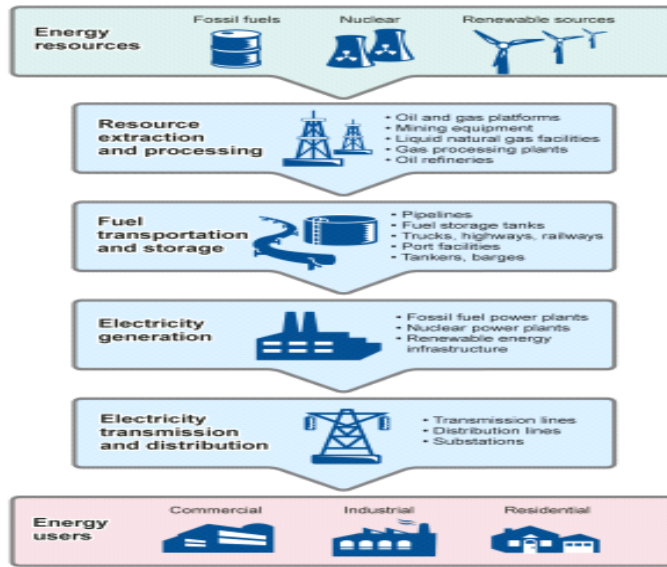 Energy resources
Fossil fuels
Nuclear
Renewable sources
Resource extraction and processing
• Oil and gas platforms
• Mining equipment
• Liquid natural gas facilities
• Gas processing plants
• Oil refineries
Fuel transportation and storage
• Pipelines
• Fuel storage tanks
• Trucks, highways, railways
• Port facilities
• Tankers, barges
Electricity generation
• Fossil fuel power plants
• Nuclear power plants
• Renewable energy
infrastructure
Electricity transmission and distribution
• Transmission lines
• Distribution lines
• Substations
Energy users
Commercial
Industrial
Residential